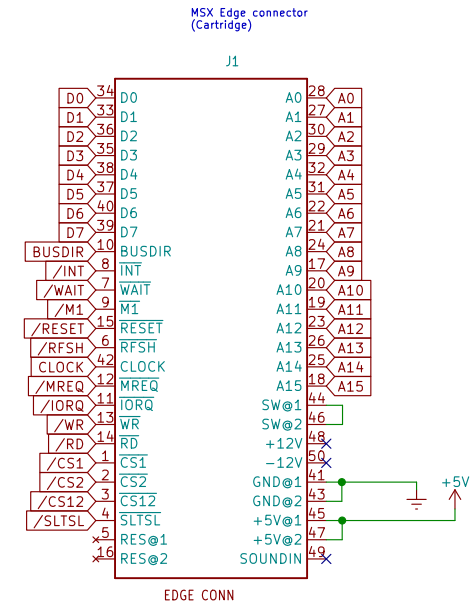 MSX Edge connector
(Cartridge)
J1
D0 34 D0 A0 28 A0
D1 33 D1 A1 27 A1
D2 36 D2 A2 30 A2
D3 35 D3 A3 29 A3
D4 38 D4 A4 32 A4
D5 37 D5 A5 31 A5
D6 40 D6 A6 22 A6
D7 39 D7 A7 21 A7
BUSDIR 10 BUSDIR A8 24 A8
/INT 8 INT A9 17 A9
/WAIT 7 WAIT A10 20 A10
/M1 9 M1 A11 19 A11
/RESET 15 RESET A12 23 A12
/RFSH 6 RFSH A13 26 A13
CLOCK 42 CLOCK A14 25 A14
/MREQ 12 MREQ A15 18 A15
/IORQ 11 IORQ SW@1 44
/WR 13 WR SW@2 46
/RD 14 RD +12V 48
/CS1 1 CS1 -12V 50
/CS2 2 CS2 GND@1 41 +5V
/CS12 3 CS12 GND@2 43
/SLTSL 4 SLTSL +5V@1 45
5 RES@1 +5V@2 47
16 RES@2 SOUNDIN 49
EDGE CONN